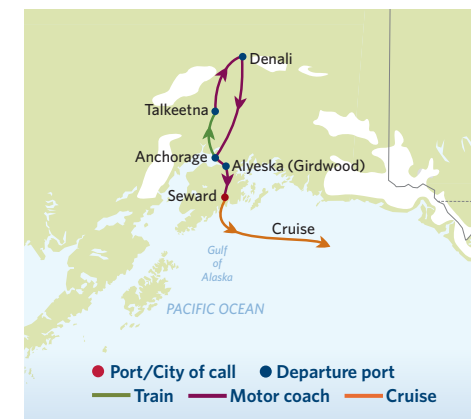 Denali
Talkeetna
Anchorage
Alyeska (Girdwood)
Seward
Cruise
Gulf
of
Alaska
PACIFIC OCEAN
Port/City of call Departure port
Train Motor coach Cruise